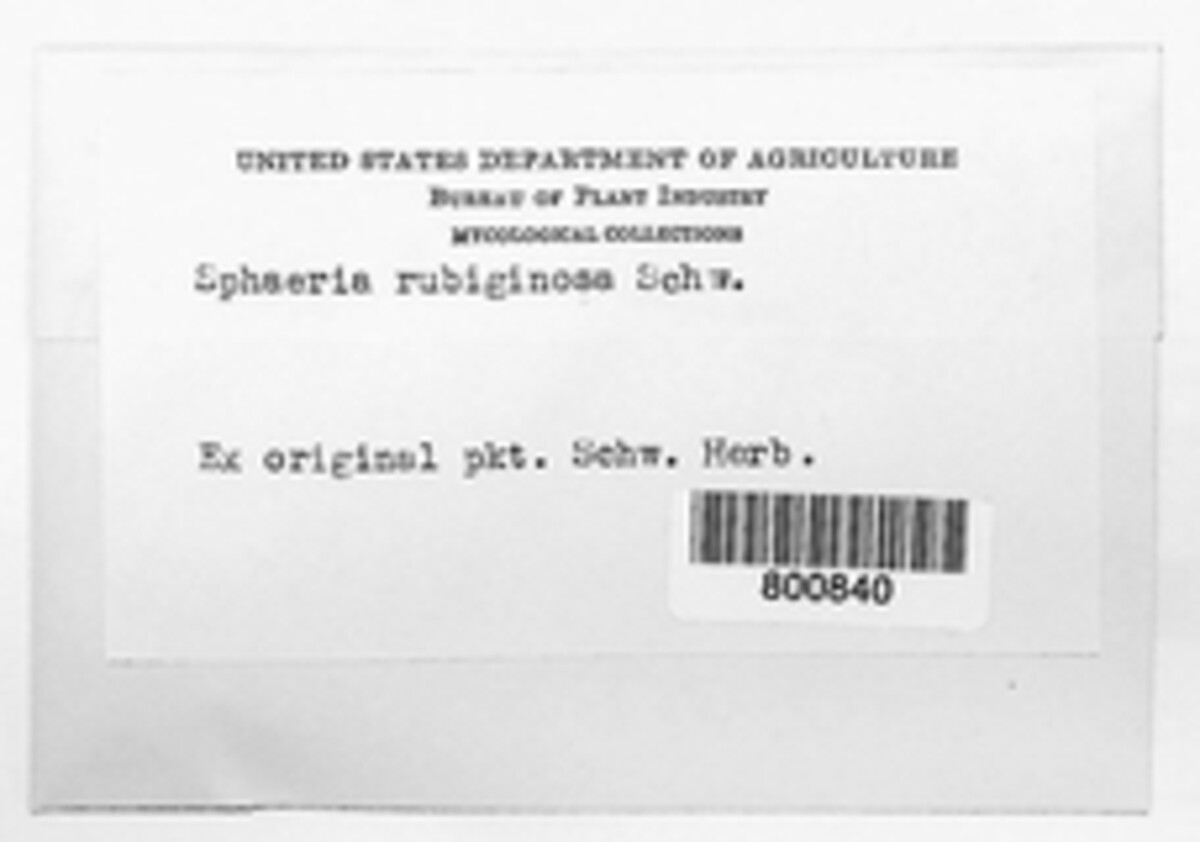 UNITED STATES DEPARTMENT OF AGRICULTURE
BUREAU OF PLANT INDUSTRY
MYCOLOGICAL COLLECTIONS
Sphaeria rubiginosa Schw.
Ex original pkt. Schw. Herb.
800840